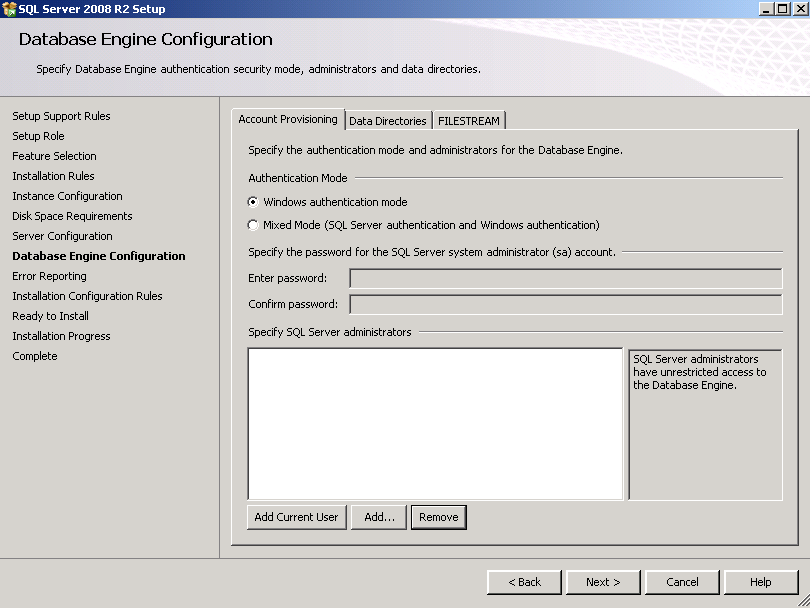 SQL Server 2008 R2 Setup
Database Engine Configuration
Specify Database Engine authentication security mode, administrators and data directories.
Setup Support Rules
Setup Role
Feature Selection
Installation Rules
Instance Configuration
Disk Space Requirements
Server Configuration
Database Engine Configuration
Error Reporting
Installation Configuration Rules
Ready to Install
Installation Progress
Complete
Account Provisioning Data Directories FILESTREAM
Specify the authentication mode and administrators for the Database Engine.
Authentication Mode
Windows authentication mode
Mixed Mode (SQL Server authentication and Windows authentication)
Specify the password for the SQL Server system administrator (sa) account.
Enter password:
Confirm password:
Specify SQL Server administrators
SQL Server administrators
have unrestricted access to
the Database Engine.
Add Current User Add... Remove
< Back Next > Cancel Help